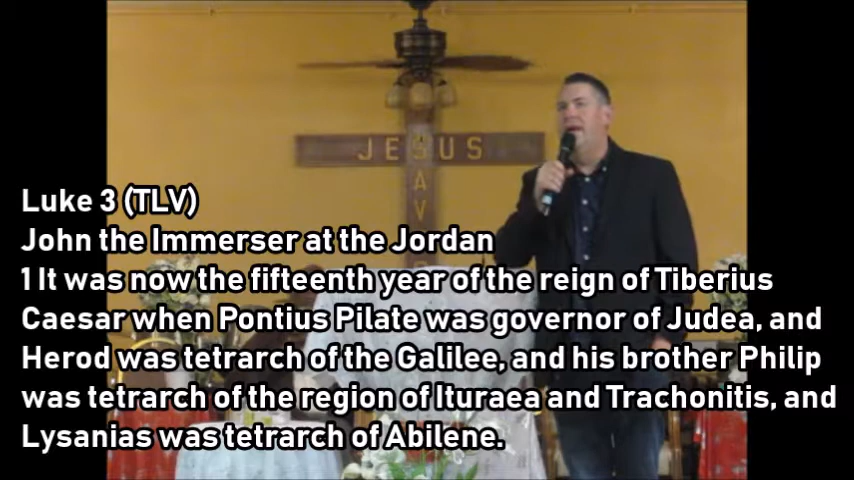 JESUS
SAV
Luke 3 (TLV)
John the Immerser at the Jordan
1 It was now the fifteenth year of the reign of Tiberius
Caesar when Pontius Pilate was governor of Judea, and
Herod was tetrarch of the Galilee, and his brother Philip
was tetrarch of the region of Ituraea and Trachonitis, and
Lysanias was tetrarch of Abilene.